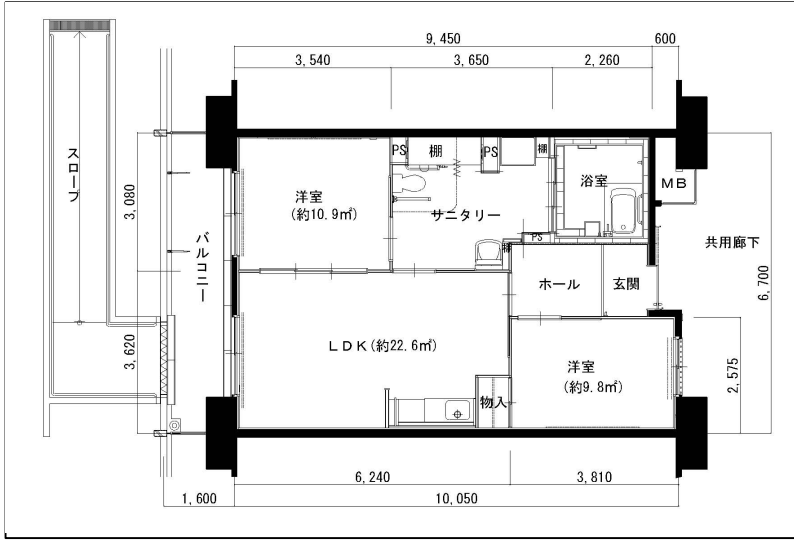 9,450
600
3,540
3,650
2,260
スロープ
3,080
3,620
バルコニー
洋室
(約10.9㎡)
PS
棚
PS
棚
サニタリー
浴室
MB
共用廊下
PS
棚
ホール
玄関
6,700
LDK(約22.6㎡)
洋室
(約9.8㎡)
2,575
物入
6,240
3,810
1,600
10,050